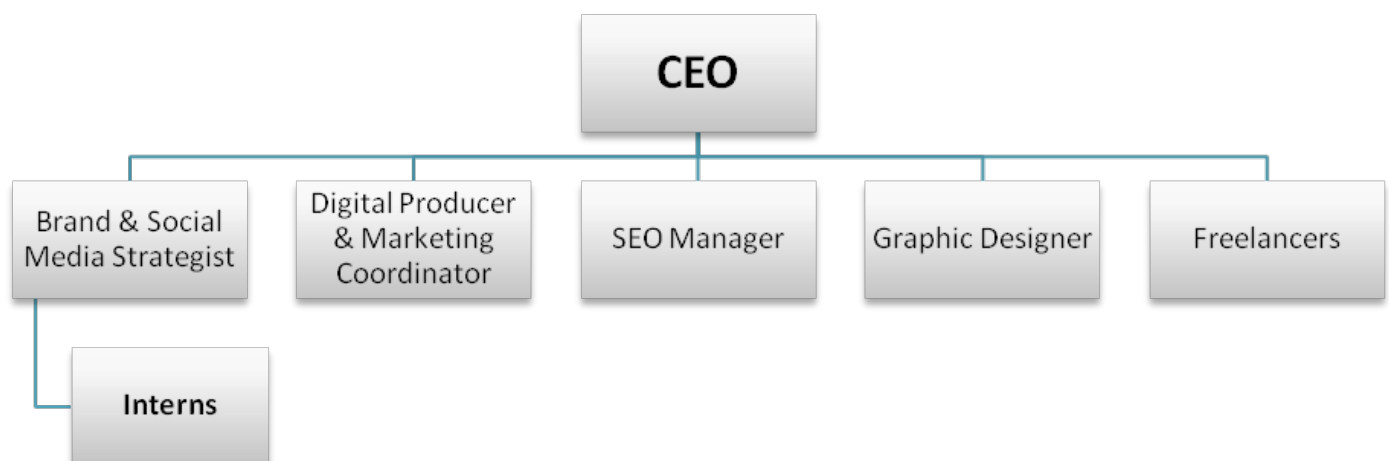 CEO
Brand & Social
Media Strategist
Digital Producer
& Marketing
Coordinator
SEO Manager
Graphic Designer
Freelancers
Interns